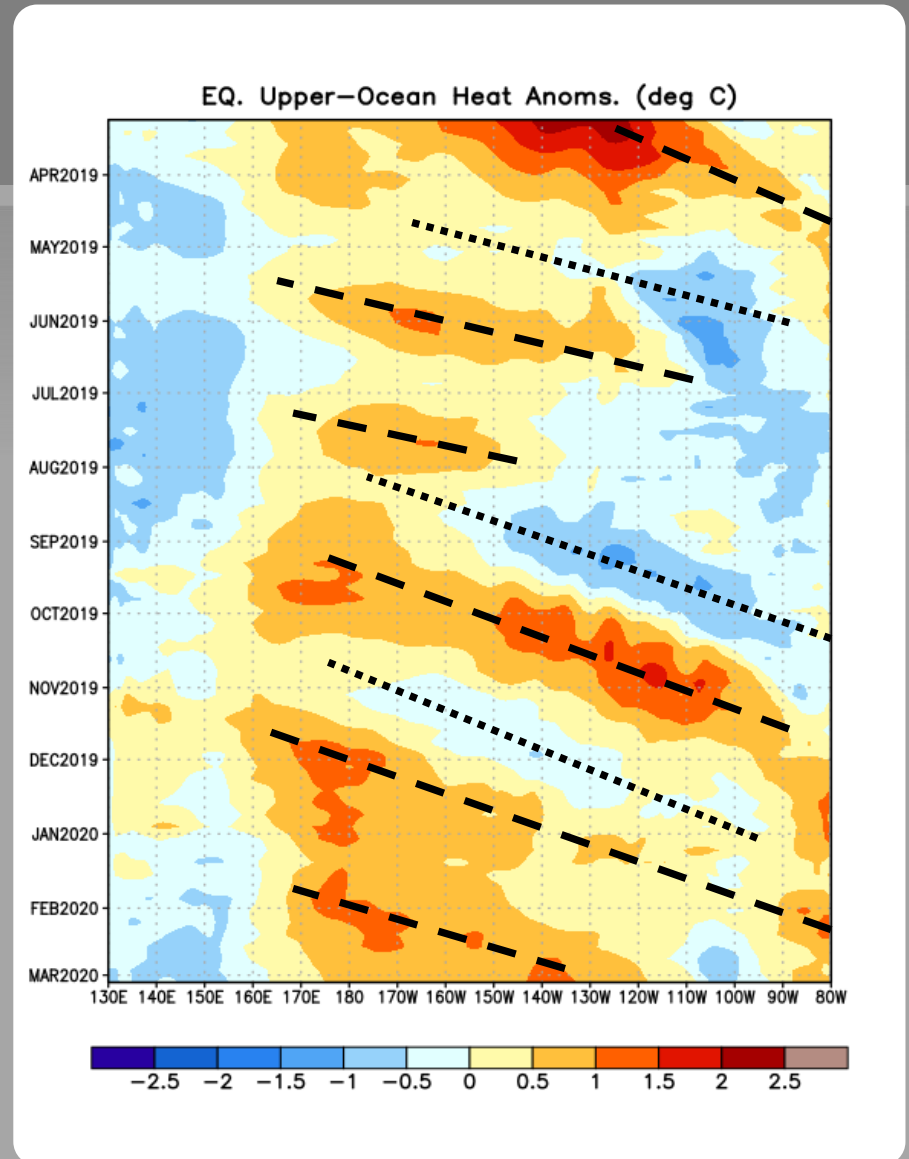 EQ. Upper-Ocean Heat Anoms. (deg C)
APR2019
MAY2019
JUN2019
JUL2019
AUG2019
SEP2019
OCT2019
NOV2019
DEC2019
JAN2020
FEB2020
MAR2020
130E 140E 150E 160E 170E 180 170W 160W 150W 140W 130W 120W 110W 100W 90W 80W
-2.5 -2 -1.5 -1 -0.5 0 0.5 1 1.5 2 2.5